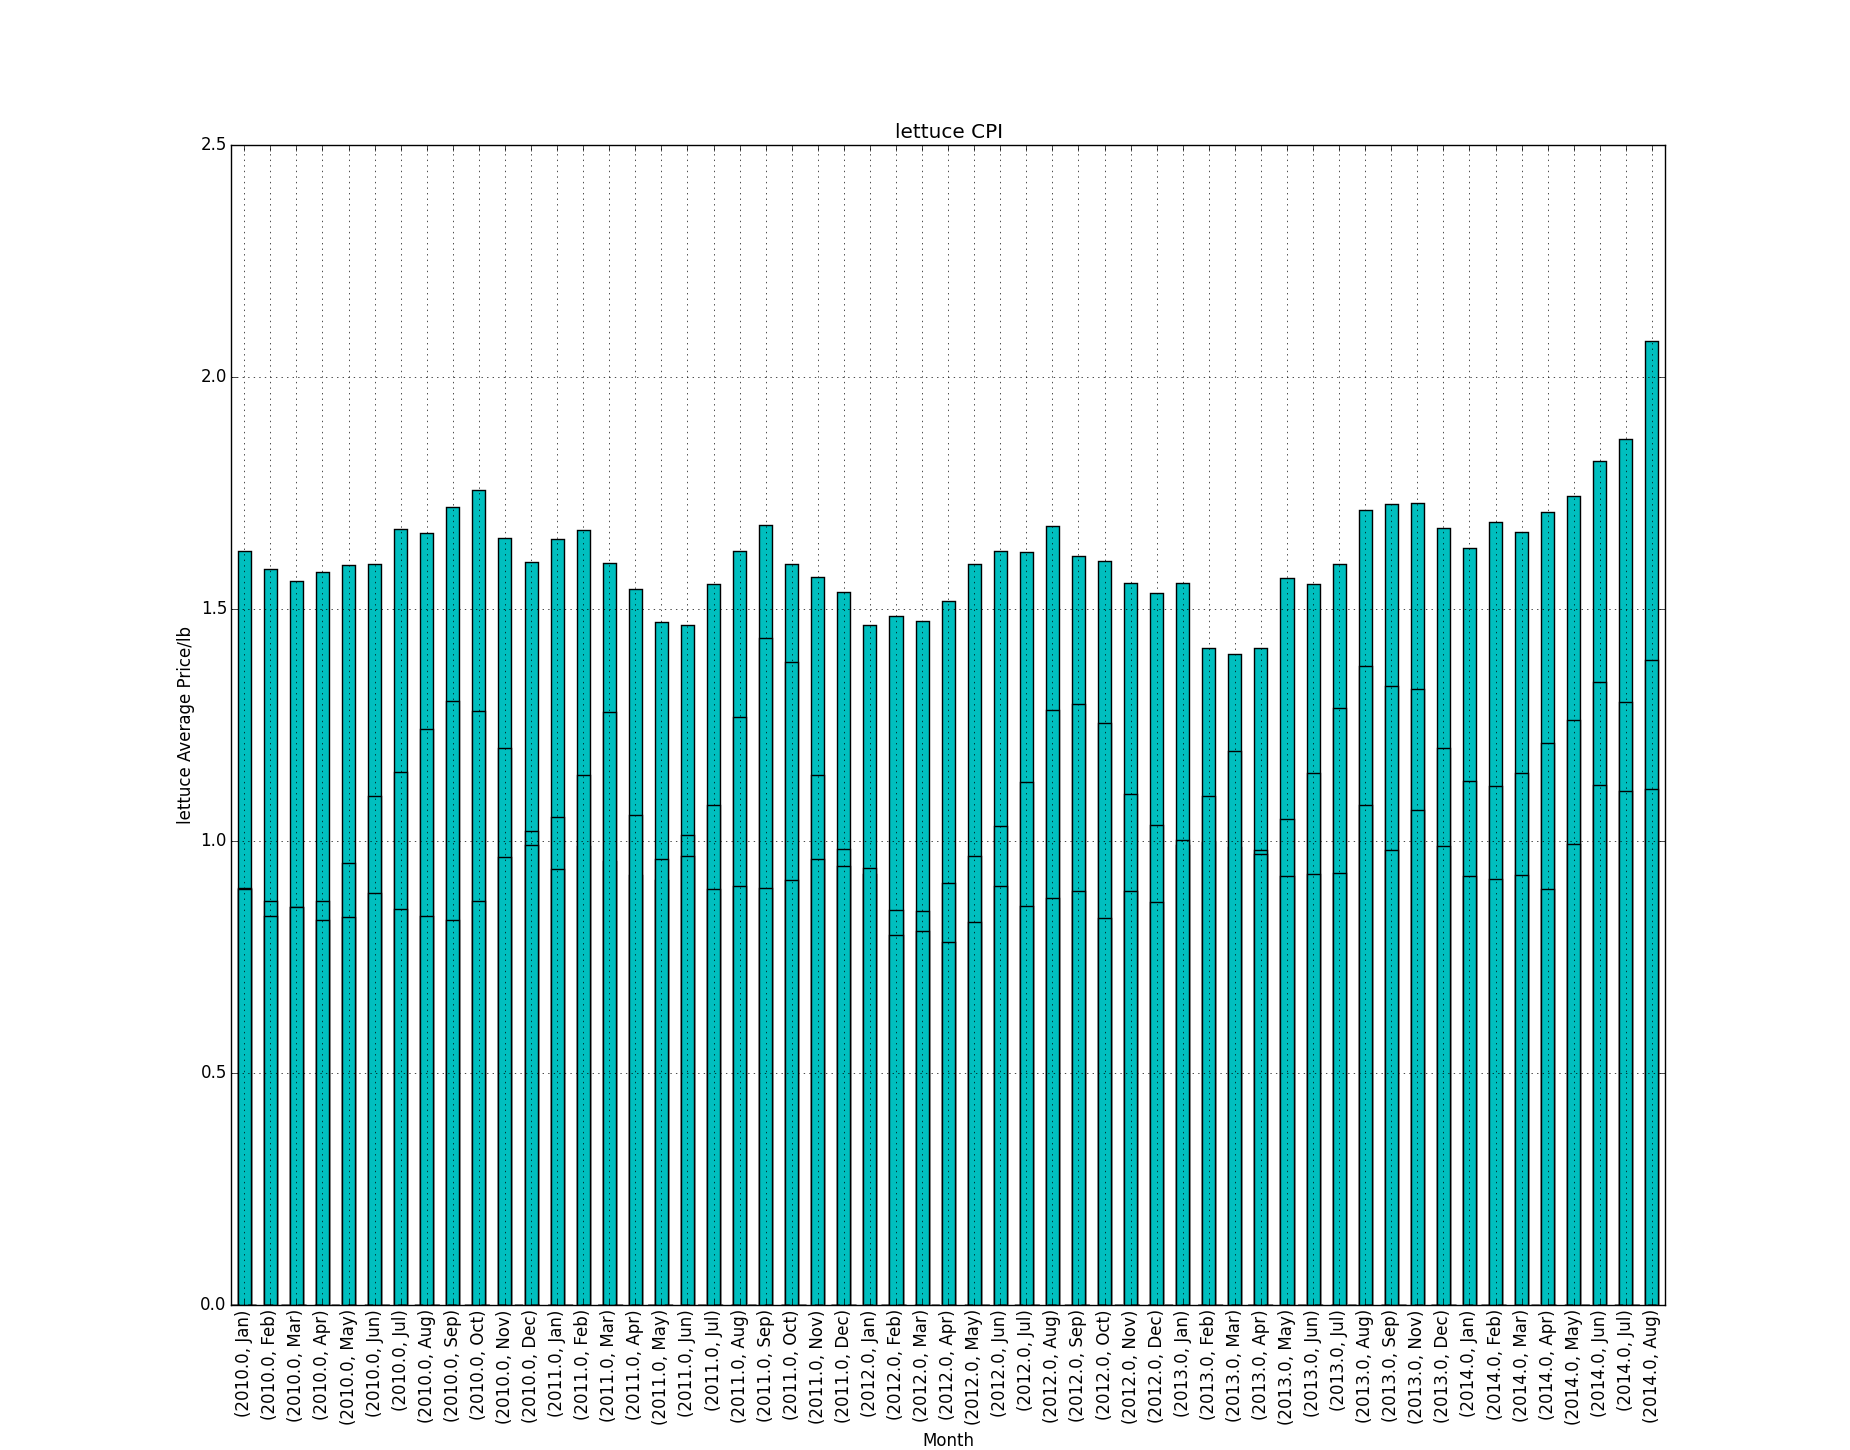 lettuce CPI
2.5
2.0
1.5
1.0
0.5
0.0
lettuce Average Price/lb
(2010.0, Jan)
(2010.0, Feb)
(2010.0, Mar)
(2010.0, Apr)
(2010.0, May)
(2010.0, Jun)
(2010.0, Jul)
(2010.0, Aug)
(2010.0, Sep)
(2010.0, Oct)
(2010.0, Nov)
(2010.0, Dec)
(2011.0, Jan)
(2011.0, Feb)
(2011.0, Mar)
(2011.0, Apr)
(2011.0, May)
(2011.0, Jun)
(2011.0, Jul)
(2011.0, Aug)
(2011.0, Sep)
(2011.0, Oct)
(2011.0, Nov)
(2011.0, Dec)
(2012.0, Jan)
(2012.0, Feb)
(2012.0, Mar)
(2012.0, Apr)
(2012.0, May)
(2012.0, Jun)
(2012.0, Jul)
(2012.0, Aug)
(2012.0, Sep)
(2012.0, Oct)
(2012.0, Nov)
(2012.0, Dec)
(2013.0, Jan)
(2013.0, Feb)
(2013.0, Mar)
(2013.0, Apr)
(2013.0, May)
(2013.0, Jun)
(2013.0, Jul)
(2013.0, Aug)
(2013.0, Sep)
(2013.0, Nov)
(2013.0, Dec)
(2014.0, Jan)
(2014.0, Feb)
(2014.0, Mar)
(2014.0, Apr)
(2014.0, May)
(2014.0, Jun)
(2014.0, Jul)
(2014.0, Aug)
Month